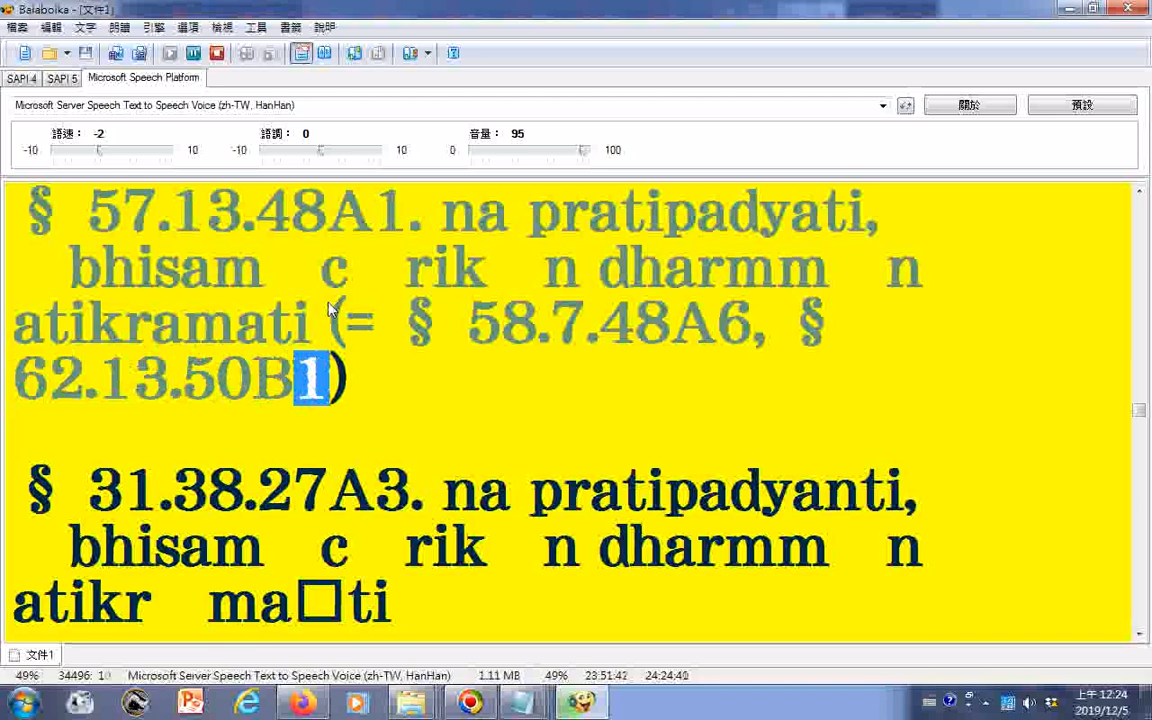 Balabolka - [文件1]
檔案 編輯 文字 朗讀 引擎 選項 檢視 工具 書籤 說明
SAPI 4 SAPI 5 Microsoft Speech Platform
Microsoft Server Speech Text to Speech Voice (zh-TW, HanHan) 關於 預設
語速： -2 語調： 0 音量： 95
-10 10 -10 10 0 100
§ 57.13.48A1. na pratipadyati,
bhisam c rik n dharmm n
atikramati (= § 58.7.48A6, §
62.13.50B1)
§ 31.38.27A3. na pratipadyanti,
bhisam c rik n dharmm n
atikr ma□ti
文件1
49% 34496: 10 Microsoft Server Speech Text to Speech Voice (zh-TW, HanHan) 1.11 MB 49% 23:51:42 24:24:40
上午 12:24
2019/12/5